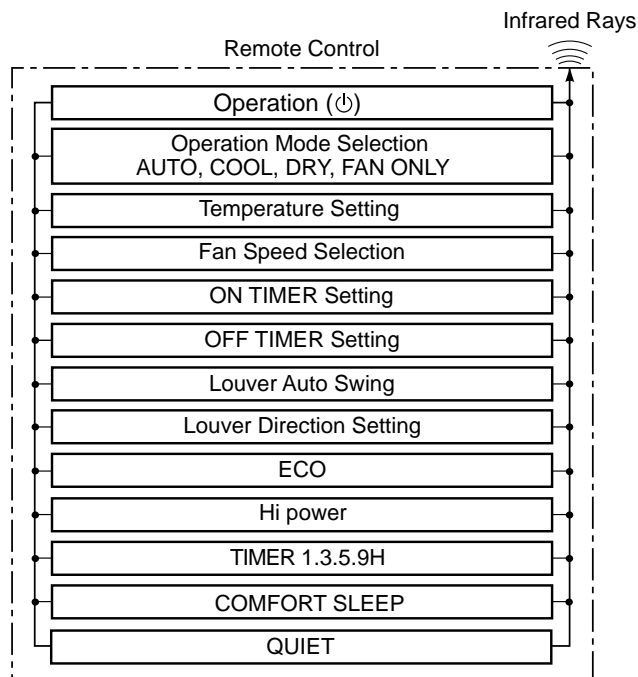 Infrared Rays
Remote Control
Operation (⏻)
Operation Mode Selection
AUTO, COOL, DRY, FAN ONLY
Temperature Setting
Fan Speed Selection
ON TIMER Setting
OFF TIMER Setting
Louver Auto Swing
Louver Direction Setting
ECO
Hi power
TIMER 1.3.5.9H
COMFORT SLEEP
QUIET